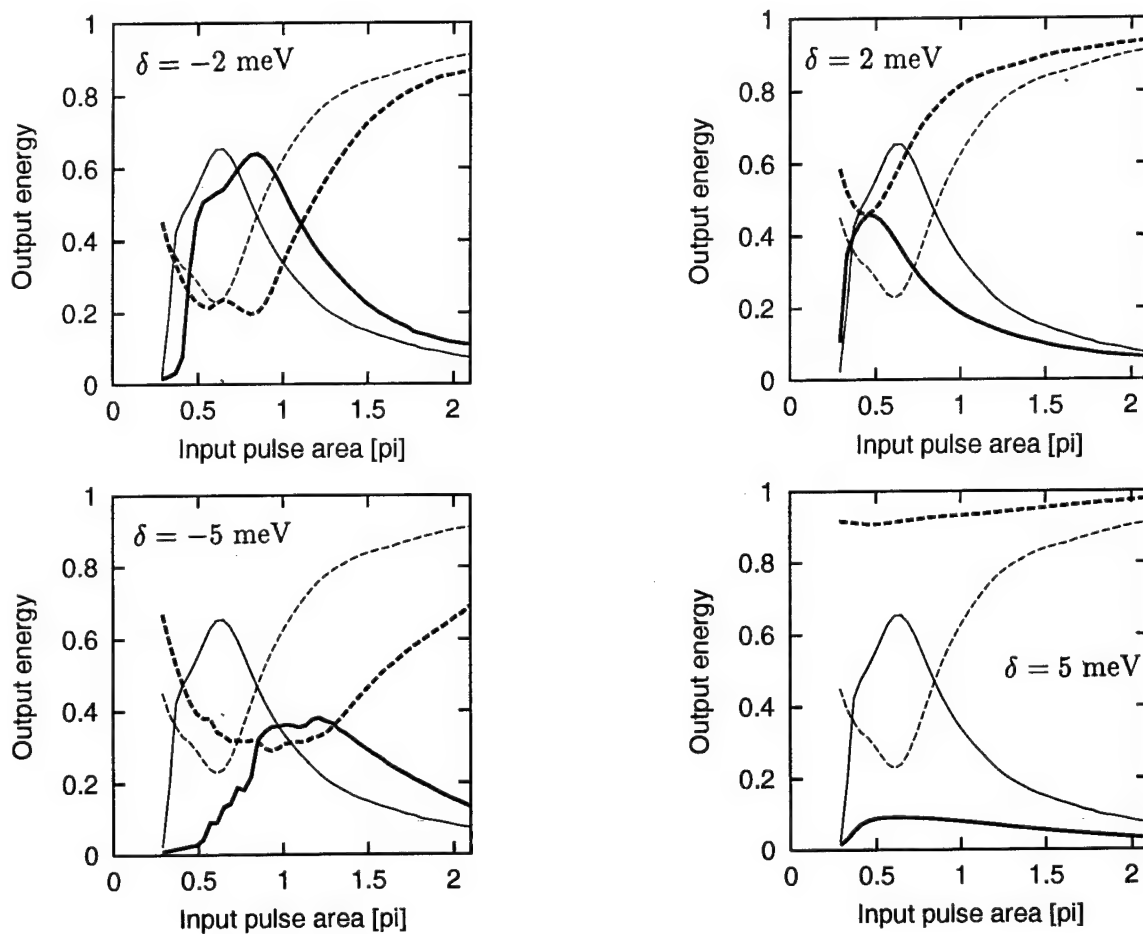 1
0.8
0.6
0.4
0.2
0
Output energy
δ = −2 meV
0 0.5 1 1.5 2
Input pulse area [pi]
1
0.8
0.6
0.4
0.2
0
Output energy
δ = 2 meV
0 0.5 1 1.5 2
Input pulse area [pi]
1
0.8
0.6
0.4
0.2
0
Output energy
δ = −5 meV
0 0.5 1 1.5 2
Input pulse area [pi]
1
0.8
0.6
0.4
0.2
0
Output energy
δ = 5 meV
0 0.5 1 1.5 2
Input pulse area [pi]